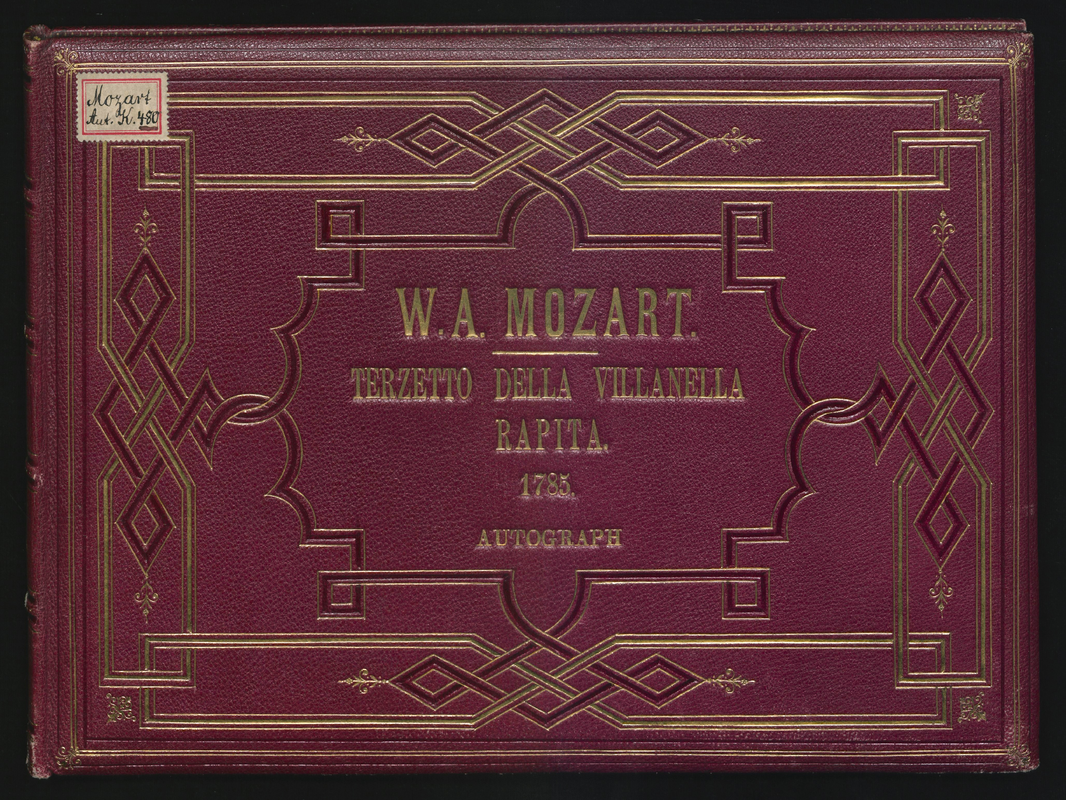 Mozart
Aut. K. 480
W. A. MOZART.
TERZETTO DELLA VILLANELLA
RAPITA.
1785.
AUTOGRAPH